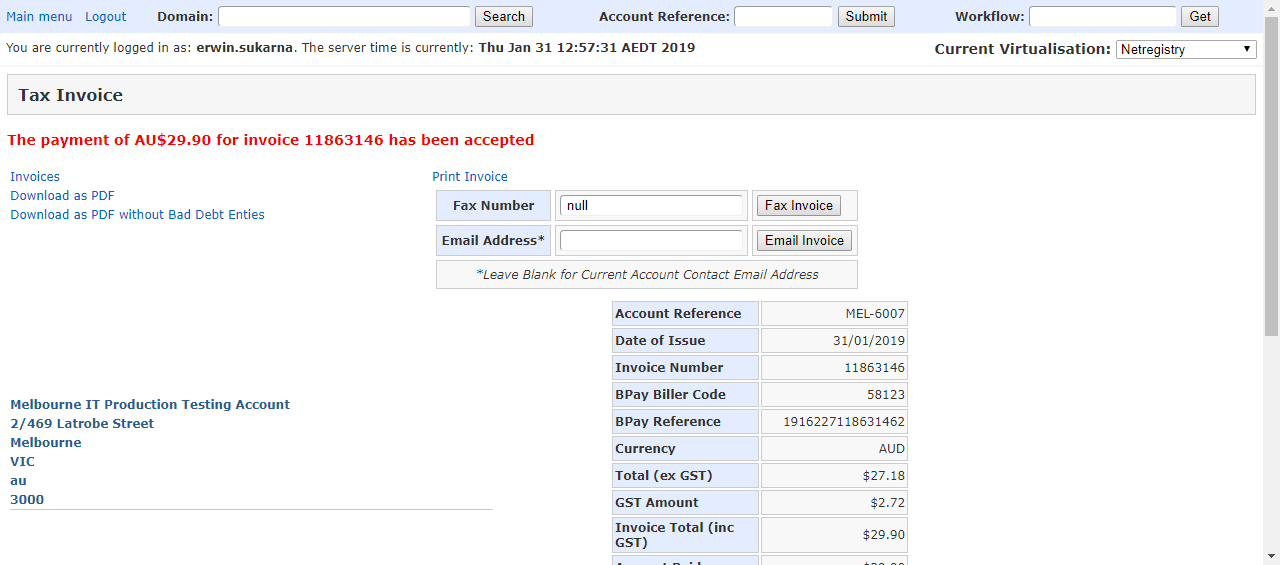 Main menu Logout Domain: Search Account Reference: Submit Workflow: Get
You are currently logged in as: erwin.sukarna. The server time is currently: Thu Jan 31 12:57:31 AEDT 2019 Current Virtualisation: Netregistry
Tax Invoice
The payment of AU$29.90 for invoice 11863146 has been accepted
Invoices Print Invoice
Download as PDF
Download as PDF without Bad Debt Enties
Fax Number null Fax Invoice
Email Address* Email Invoice
*Leave Blank for Current Account Contact Email Address
Account Reference MEL-6007
Date of Issue 31/01/2019
Invoice Number 11863146
BPay Biller Code 58123
BPay Reference 1916227118631462
Currency AUD
Total (ex GST) $27.18
GST Amount $2.72
Invoice Total (inc GST) $29.90
Melbourne IT Production Testing Account
2/469 Latrobe Street
Melbourne
VIC
au
3000